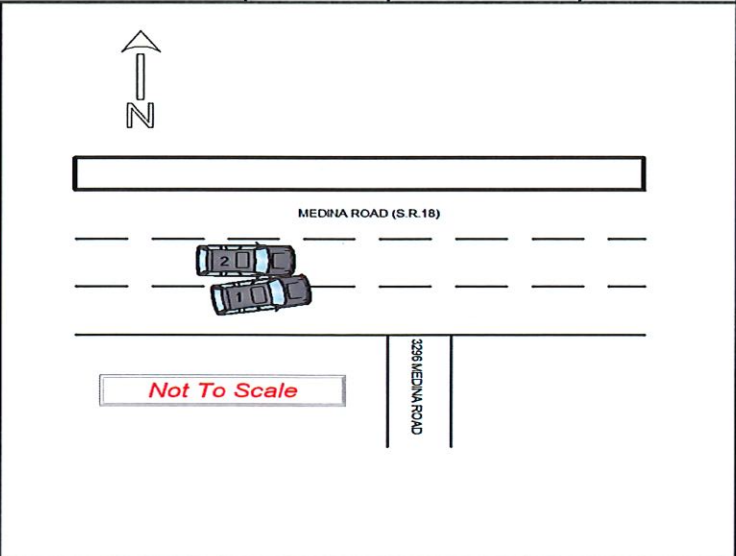 N
MEDINA ROAD (S.R.18)
2
1
3296 MEDINA ROAD
Not To Scale